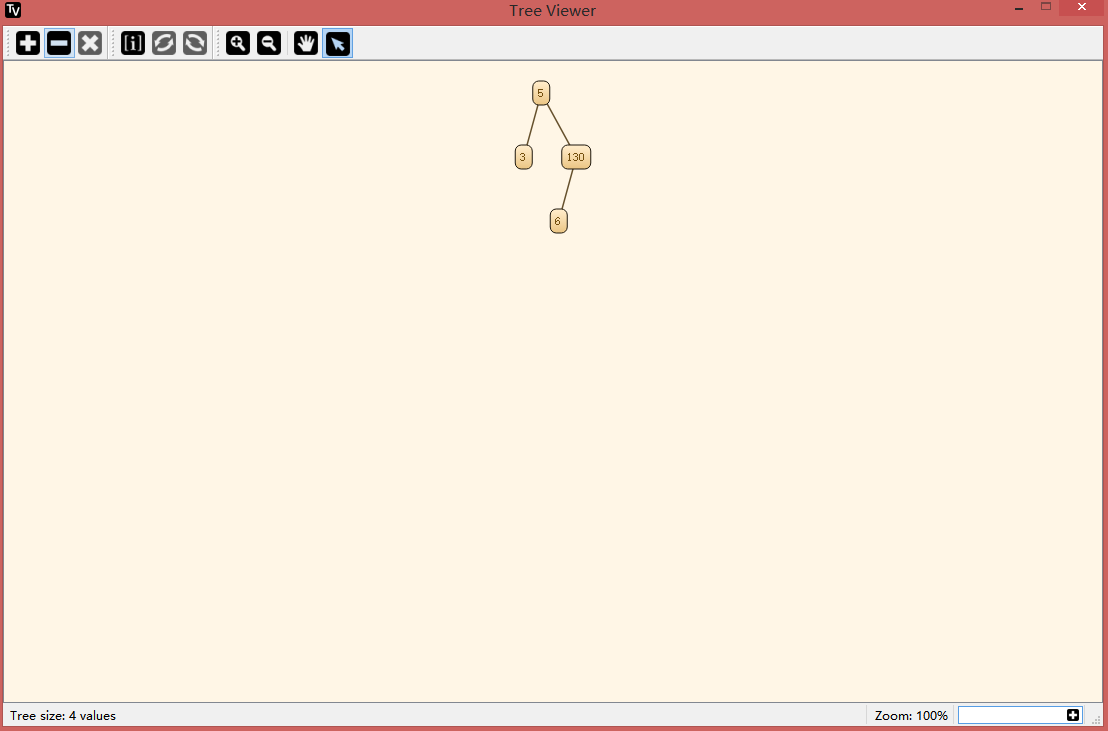 TV
Tree Viewer
[i]
5
3
130
6
Tree size: 4 values
Zoom: 100%